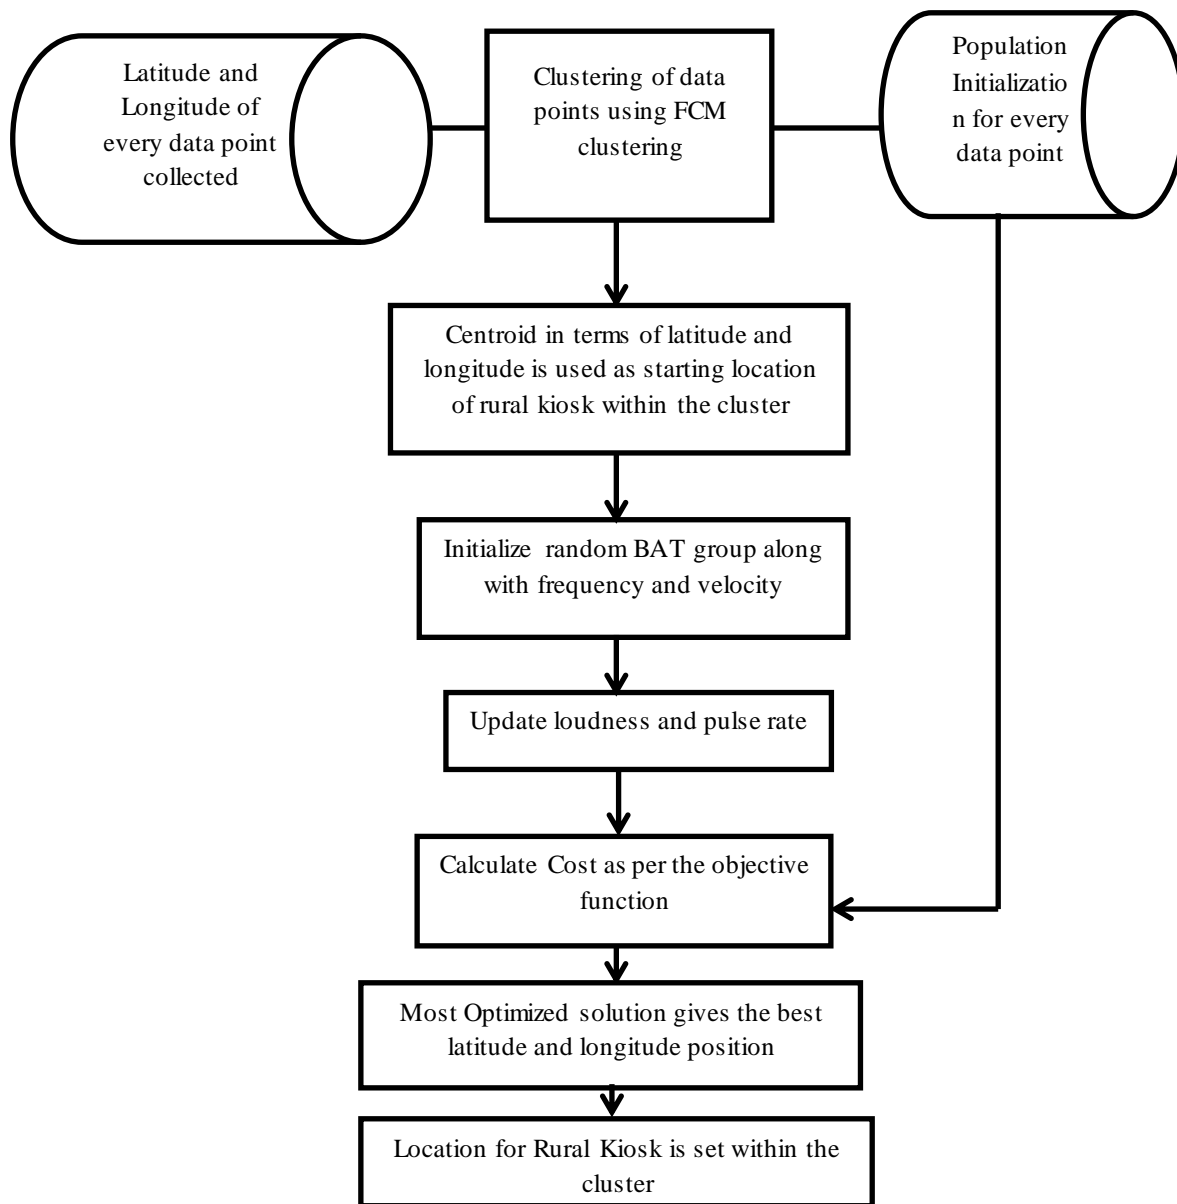 Latitude and
Longitude of
every data point
collected
Clustering of data
points using FCM
clustering
Population
Initializatio
n for every
data point
Centroid in terms of latitude and
longitude is used as starting location
of rural kiosk within the cluster
Initialize random BAT group along
with frequency and velocity
Update loudness and pulse rate
Calculate Cost as per the objective
function
Most Optimized solution gives the best
latitude and longitude position
Location for Rural Kiosk is set within the
cluster